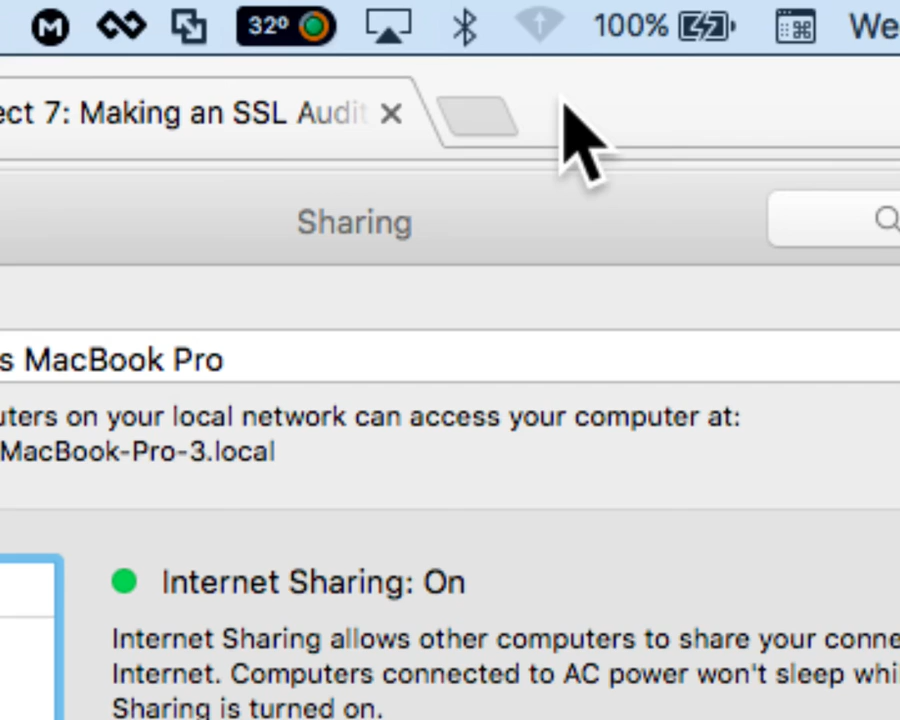 32° 100% We
ect 7: Making an SSL Audit
Sharing
s MacBook Pro
uters on your local network can access your computer at:
MacBook-Pro-3.local
Internet Sharing: On
Internet Sharing allows other computers to share your conne
Internet. Computers connected to AC power won't sleep whi
Sharing is turned on.